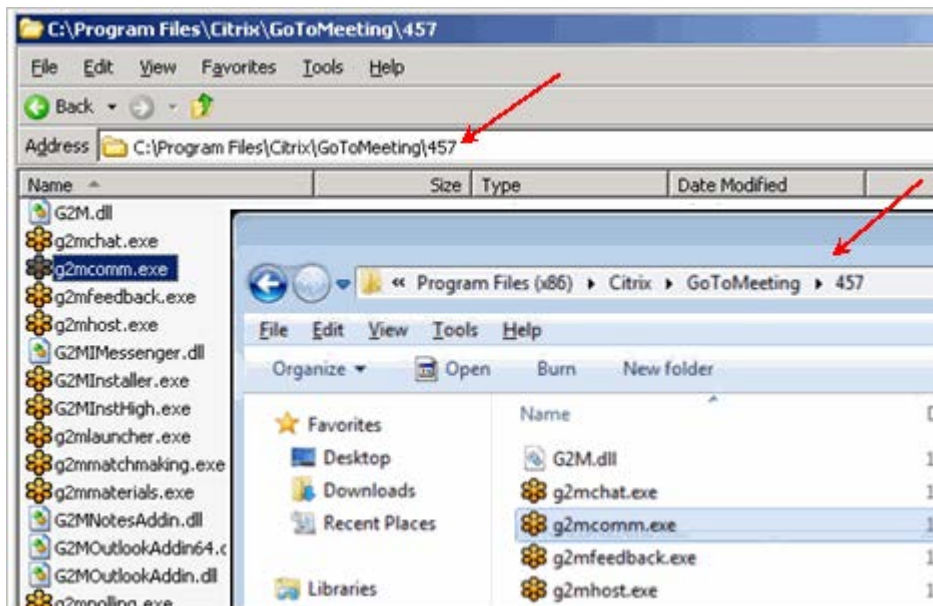 C:\Program Files\Citrix\GoToMeeting\457
File Edit View Favorites Tools Help
Back
Address C:\Program Files\Citrix\GoToMeeting\457
Name Size Type Date Modified
G2M.dll
g2mchat.exe
g2mcomm.exe
g2mfeedback.exe
g2mhost.exe
G2MIMessenger.dll
G2MInstaller.exe
G2MInstHigh.exe
g2mlauncher.exe
g2mmatchmaking.exe
g2mmaterials.exe
G2MNotesAddin.dll
G2MOutlookAddin64.d
G2MOutlookAddin.dll
g2mpolling.exe
« Program Files (x86) Citrix GoToMeeting 457
File Edit View Tools Help
Organize Open Burn New folder
Favorites
Desktop
Downloads
Recent Places
Libraries
Name
G2M.dll
g2mchat.exe
g2mcomm.exe
g2mfeedback.exe
g2mhost.exe